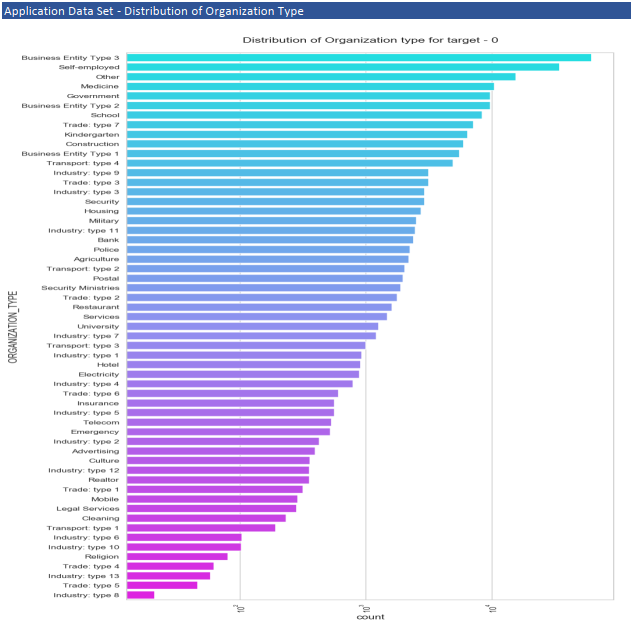 Application Data Set - Distribution of Organization Type
Distribution of Organization type for target - 0
Business Entity Type 3
Self-employed
Other
Medicine
Government
Business Entity Type 2
School
Trade: type 7
Kindergarten
Construction
Business Entity Type 1
Transport: type 4
Industry: type 9
Trade: type 3
Industry: type 3
Security
Housing
Military
Industry: type 11
Bank
Police
Agriculture
Transport: type 2
Postal
Security Ministries
Trade: type 2
Restaurant
Services
University
Industry: type 7
Transport: type 3
Industry: type 1
Hotel
Electricity
Industry: type 4
Trade: type 6
Insurance
Industry: type 5
Telecom
Emergency
Industry: type 2
Advertising
Culture
Industry: type 12
Realtor
Trade: type 1
Mobile
Legal Services
Cleaning
Transport: type 1
Industry: type 6
Industry: type 10
Religion
Trade: type 4
Industry: type 13
Trade: type 5
Industry: type 8
ORGANIZATION_TYPE
10² 10³ 10⁴
count